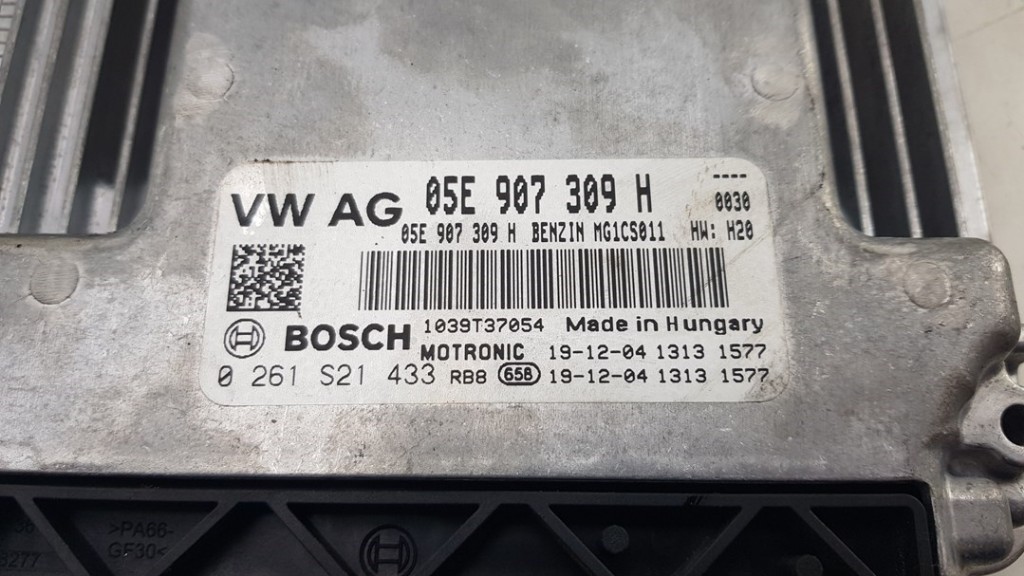 VW AG 05E 907 309 H ----
0030
05E 907 309 H BENZIN MG1CS011 HW: H20
BOSCH 1039T37054 Made in Hungary
MOTRONIC 19-12-04 1313 1577
0 261 S21 433 RB8 658 19-12-04 1313 1577
>PA66-
GF30<